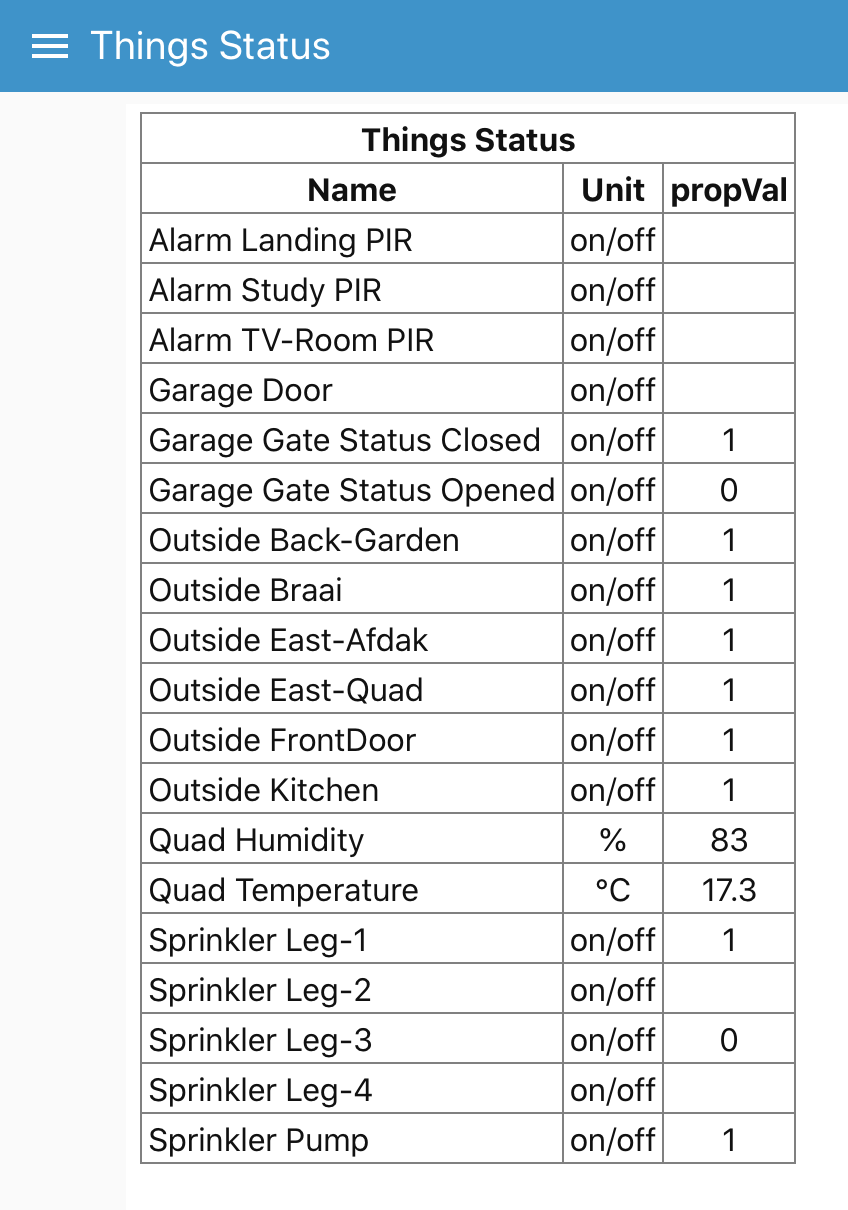 Things Status
Things Status
Name Unit propVal
Alarm Landing PIR on/off
Alarm Study PIR on/off
Alarm TV-Room PIR on/off
Garage Door on/off
Garage Gate Status Closed on/off 1
Garage Gate Status Opened on/off 0
Outside Back-Garden on/off 1
Outside Braai on/off 1
Outside East-Afdak on/off 1
Outside East-Quad on/off 1
Outside FrontDoor on/off 1
Outside Kitchen on/off 1
Quad Humidity % 83
Quad Temperature °C 17.3
Sprinkler Leg-1 on/off 1
Sprinkler Leg-2 on/off
Sprinkler Leg-3 on/off 0
Sprinkler Leg-4 on/off
Sprinkler Pump on/off 1